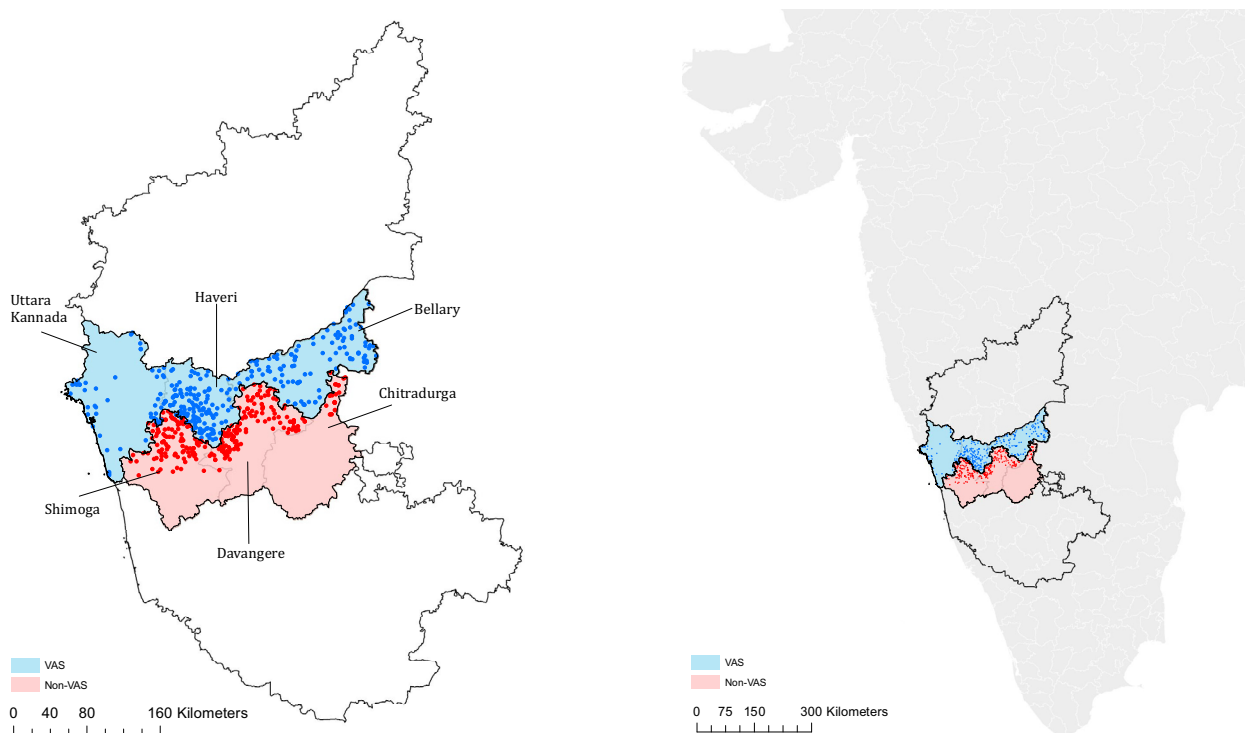 Uttara
Kannada
Haveri
Bellary
Chitradurga
Shimoga
Davangere
VAS
Non-VAS
0 40 80 160 Kilometers
VAS
Non-VAS
0 75 150 300 Kilometers